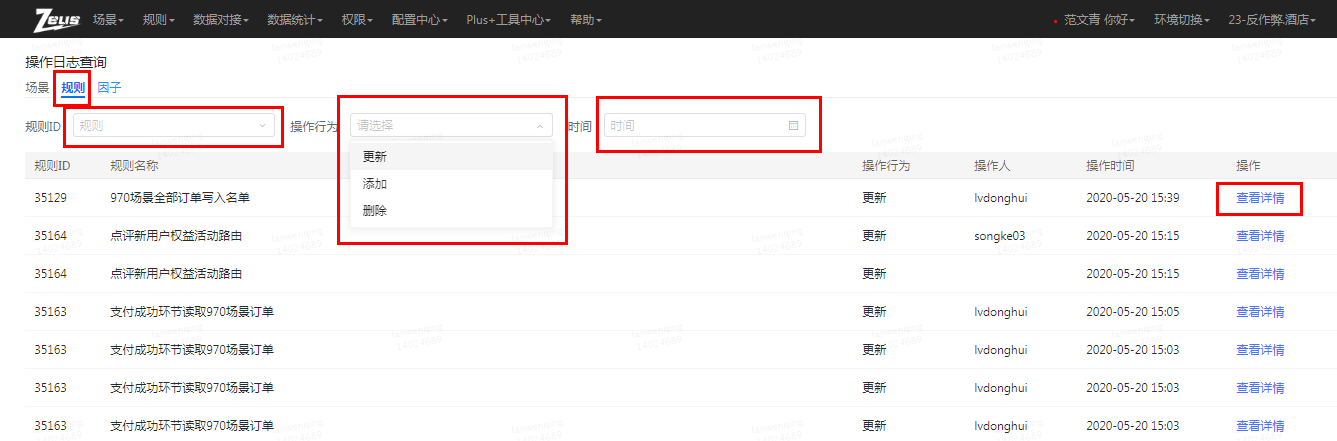 Zeus 场景 规则 数据对接 数据统计 权限 配置中心 Plus+工具中心 帮助 范文青 你好 环境切换 23-反作弊.酒店
操作日志查询
场景 规则 因子
规则ID 规则 操作行为 请选择 时间 时间
更新
添加
删除
规则ID 规则名称 操作行为 操作人 操作时间 操作
35129 970场景全部订单写入名单 更新 lvdonghui 2020-05-20 15:39 查看详情
35164 点评新用户权益活动路由 更新 songke03 2020-05-20 15:15 查看详情
35164 点评新用户权益活动路由 更新 2020-05-20 15:15 查看详情
35163 支付成功环节读取970场景订单 更新 lvdonghui 2020-05-20 15:05 查看详情
35163 支付成功环节读取970场景订单 更新 lvdonghui 2020-05-20 15:03 查看详情
35163 支付成功环节读取970场景订单 更新 lvdonghui 2020-05-20 15:03 查看详情
35163 支付成功环节读取970场景订单 更新 lvdonghui 2020-05-20 15:03 查看详情